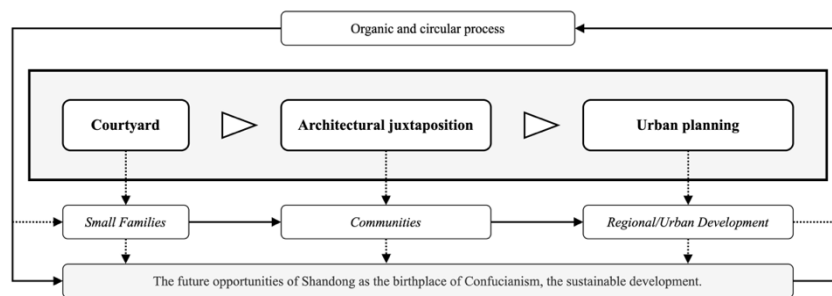 Organic and circular process
Courtyard
Architectural juxtaposition
Urban planning
Small Families
Communities
Regional/Urban Development
The future opportunities of Shandong as the birthplace of Confucianism, the sustainable development.